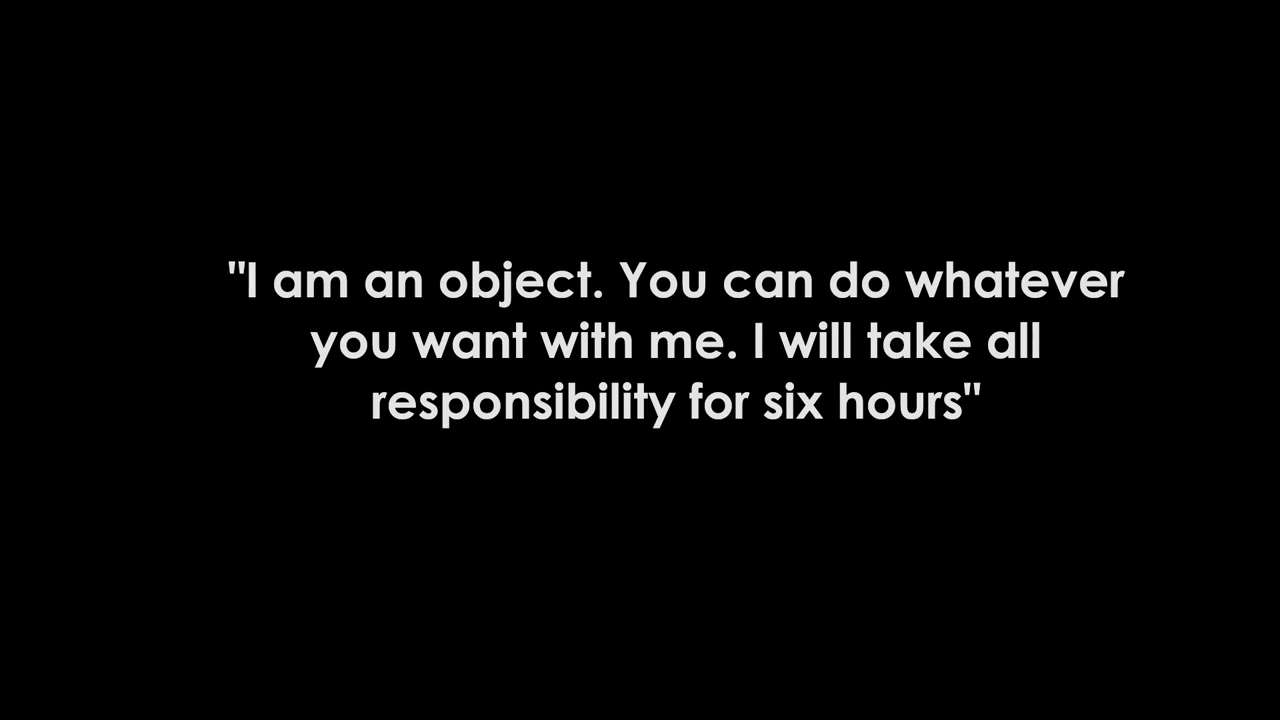 "I am an object. You can do whatever
you want with me. I will take all
responsibility for six hours"